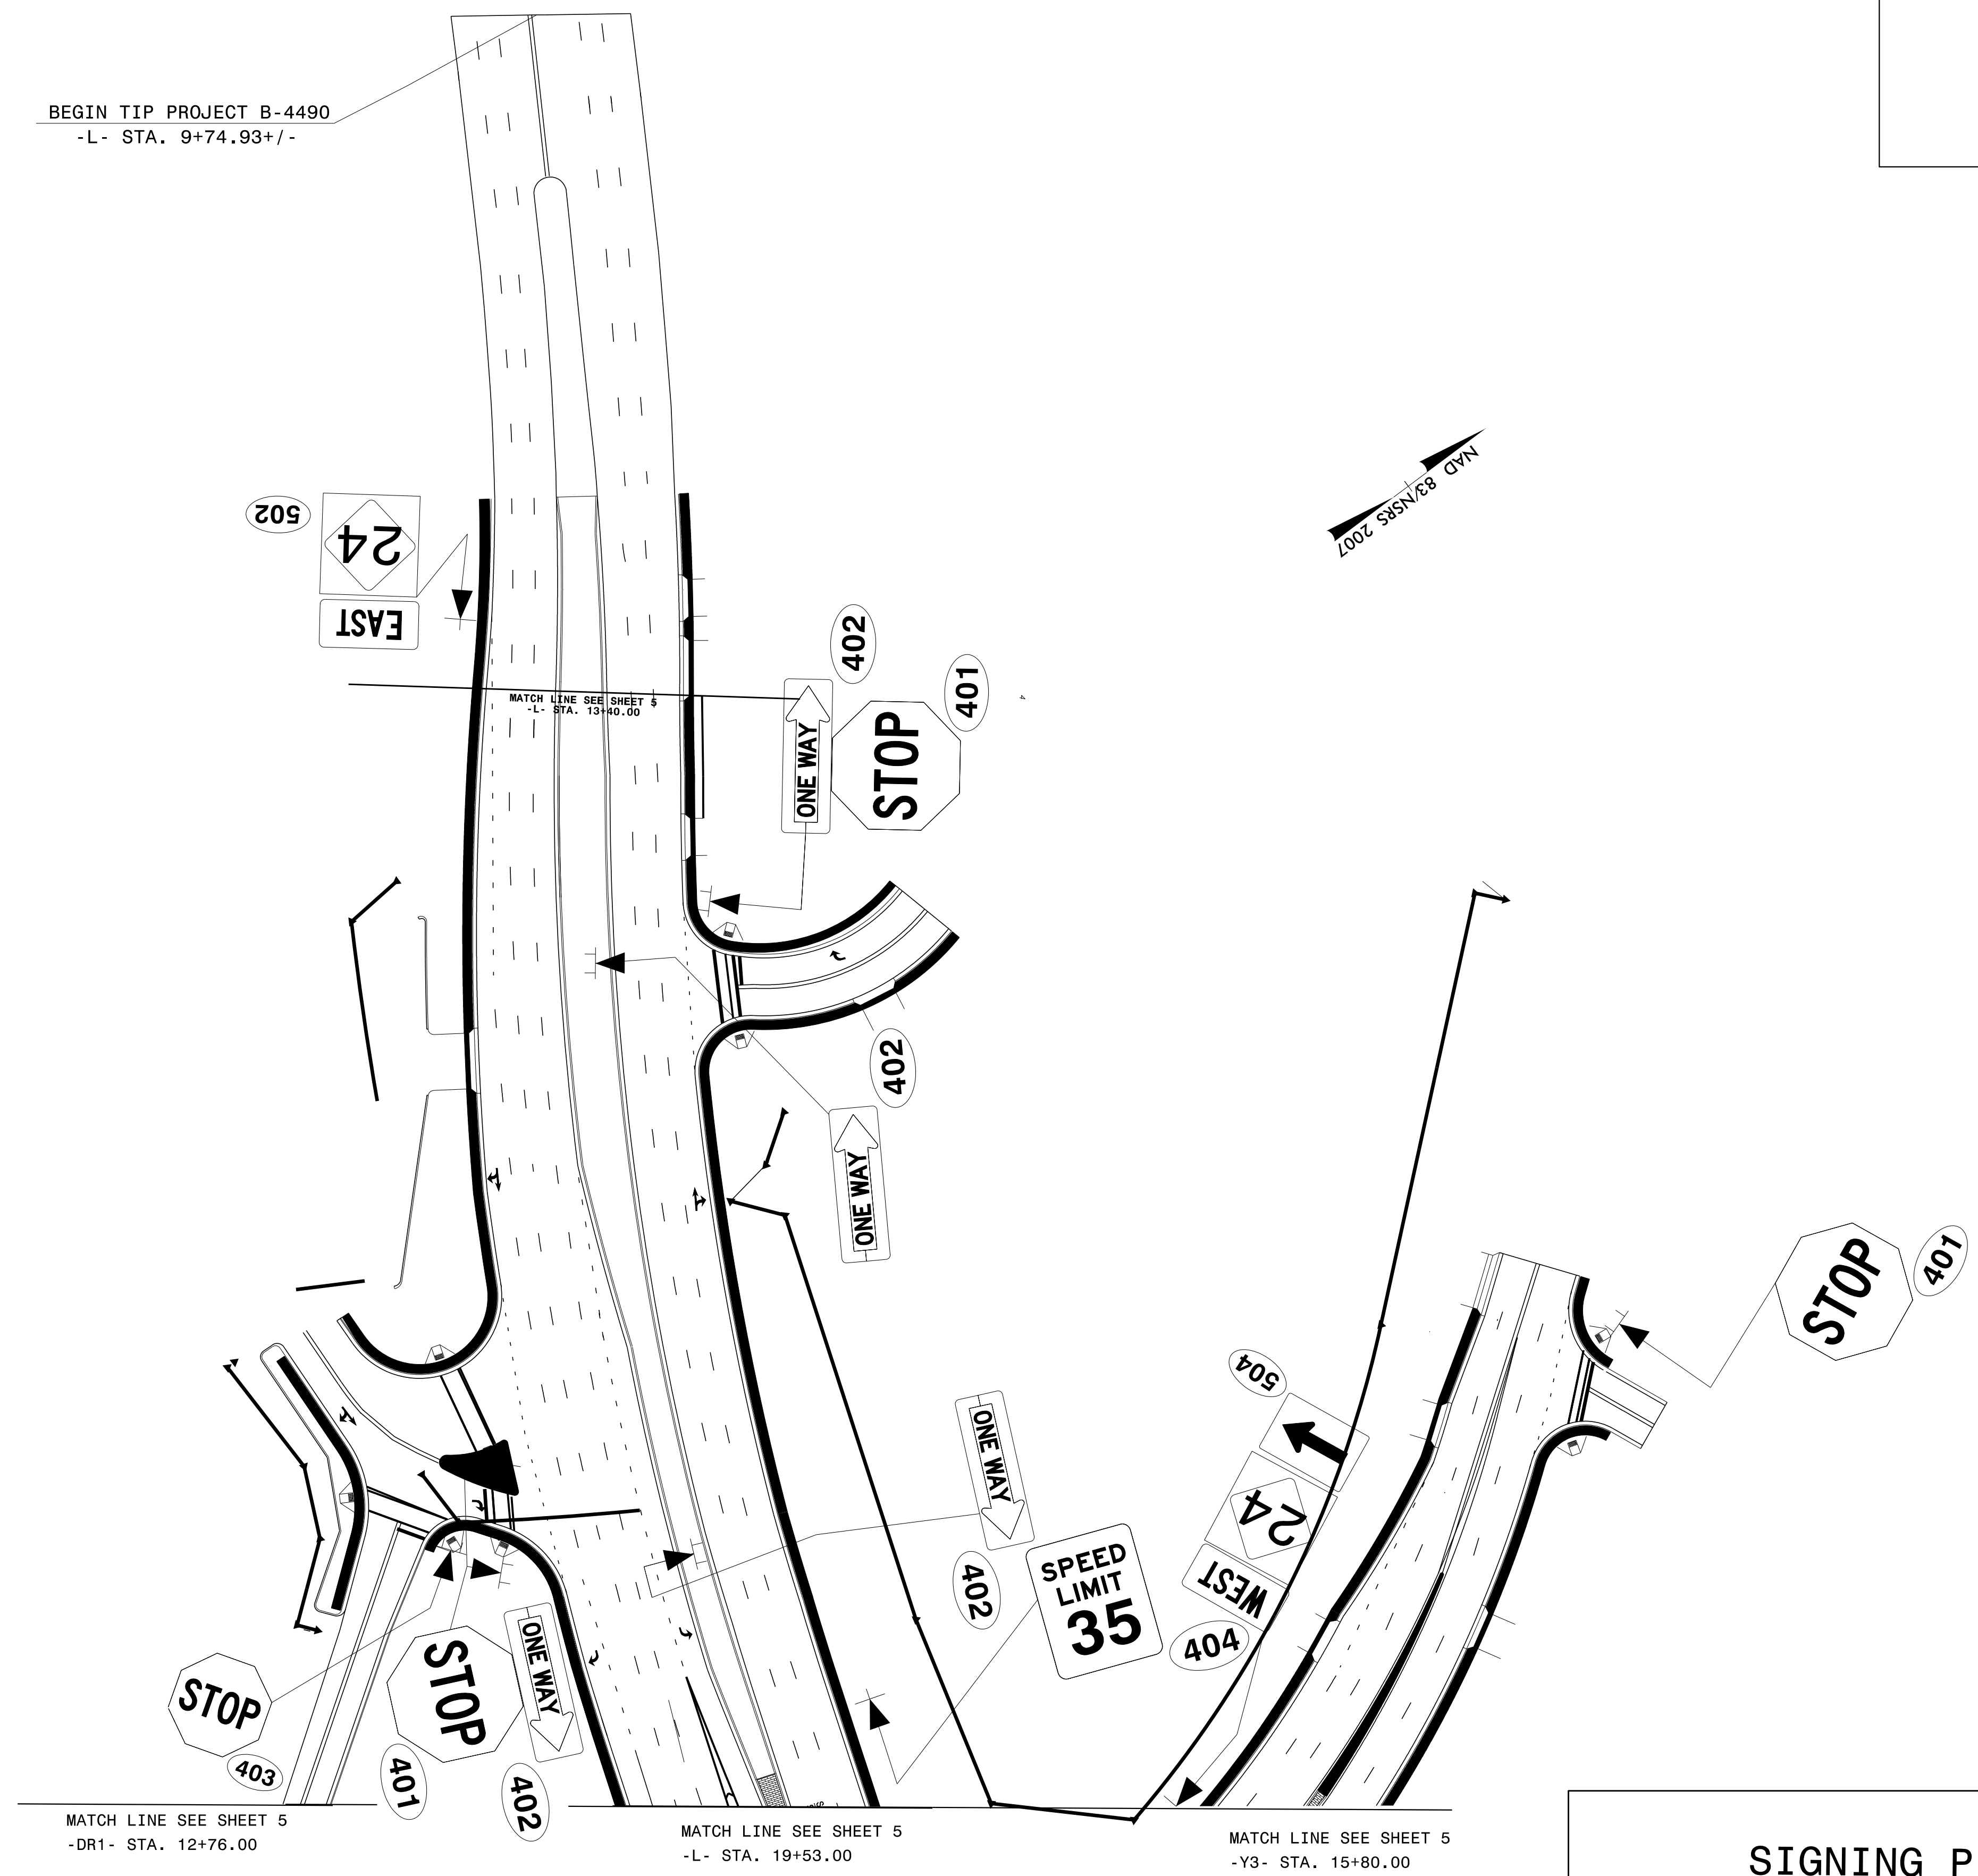 BEGIN TIP PROJECT B-4490
-L- STA. 9+74.93+/-
NAD 83/NSRS 2007
502
24
EAST
402
401
4
MATCH LINE SEE SHEET 5
-L- STA. 13+40.00
ONE WAY
STOP
402
ONE WAY
STOP
401
504
24
WEST
404
ONE WAY
402
SPEED
LIMIT
35
STOP
403
STOP
401
ONE WAY
402
MATCH LINE SEE SHEET 5
-DR1- STA. 12+76.00
MATCH LINE SEE SHEET 5
-L- STA. 19+53.00
MATCH LINE SEE SHEET 5
-Y3- STA. 15+80.00
SIGNING P